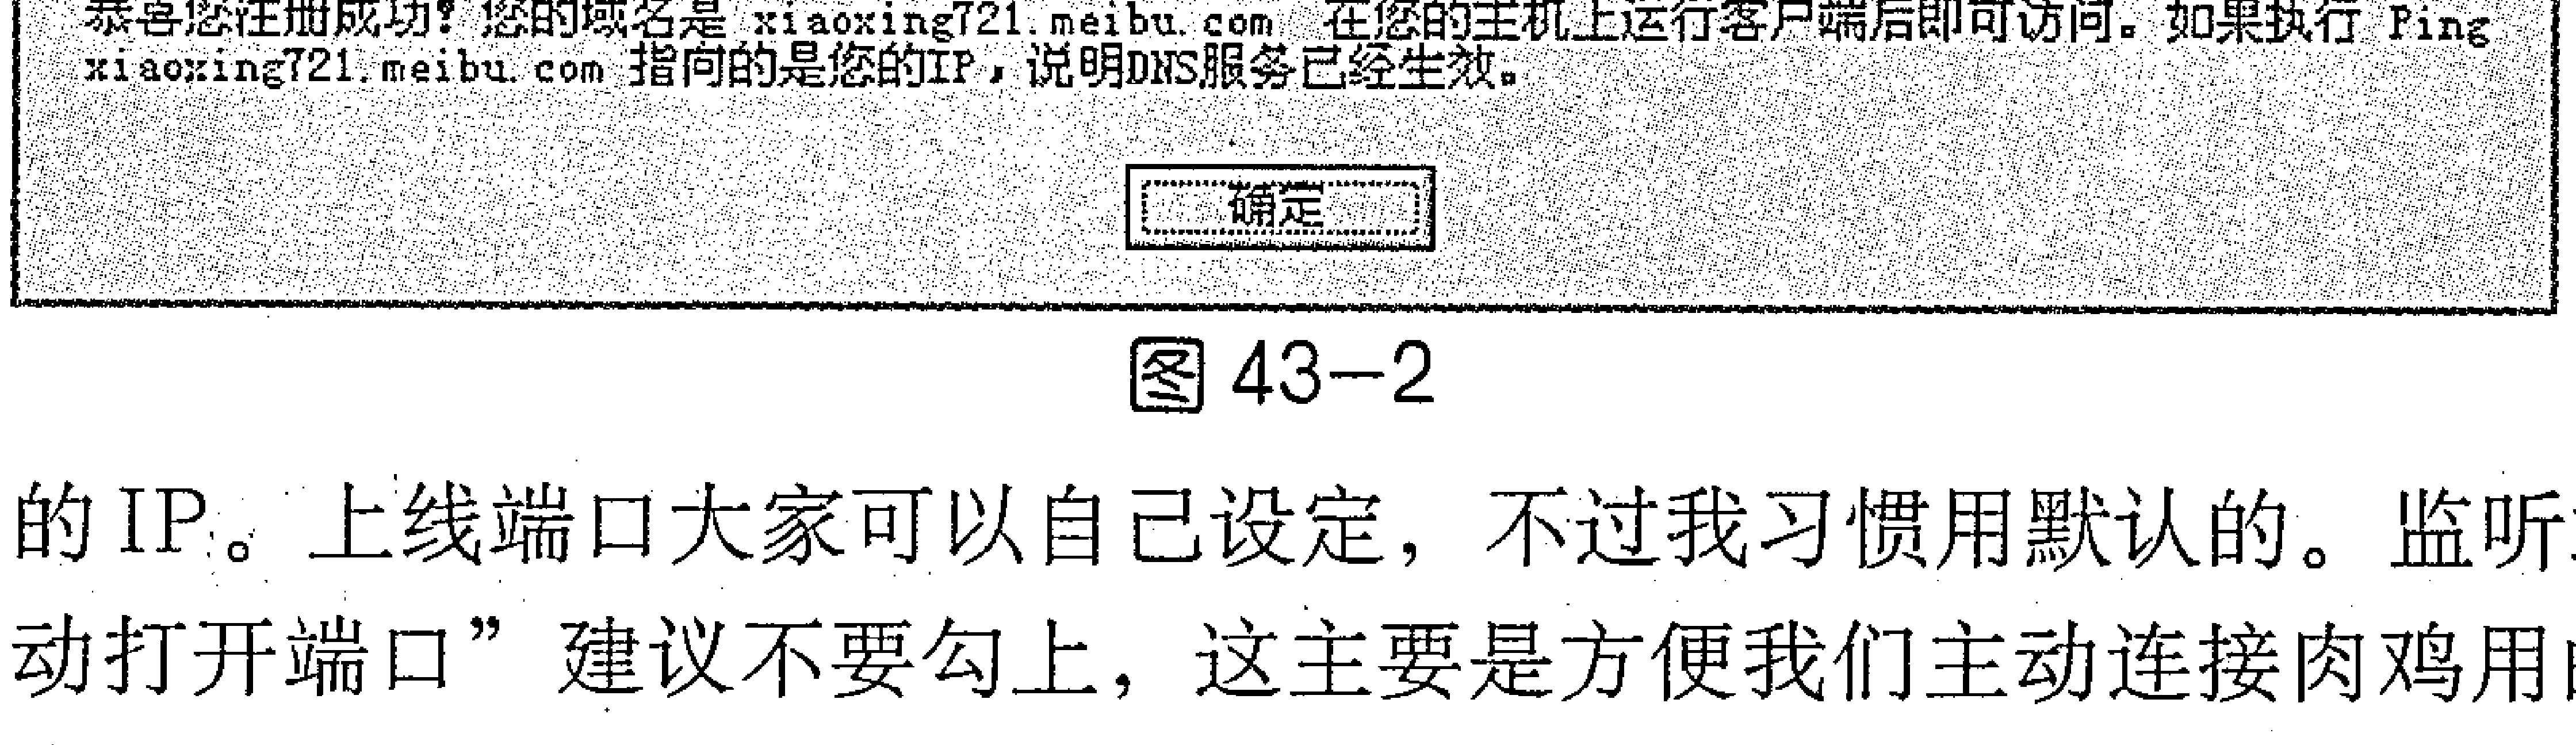 恭喜您注册成功！您的域名是 xiaoxing721.meibu.com 在您的主机上运行客户端后即可访问。如果执行 Ping
xiaoxing721.meibu.com 指向的是您的IP，说明DNS服务已经生效。
确定
图 43－2
的 IP。上线端口大家可以自己设定，不过我习惯用默认的。监听
动打开端口” 建议不要勾上，这主要是方便我们主动连接肉鸡用